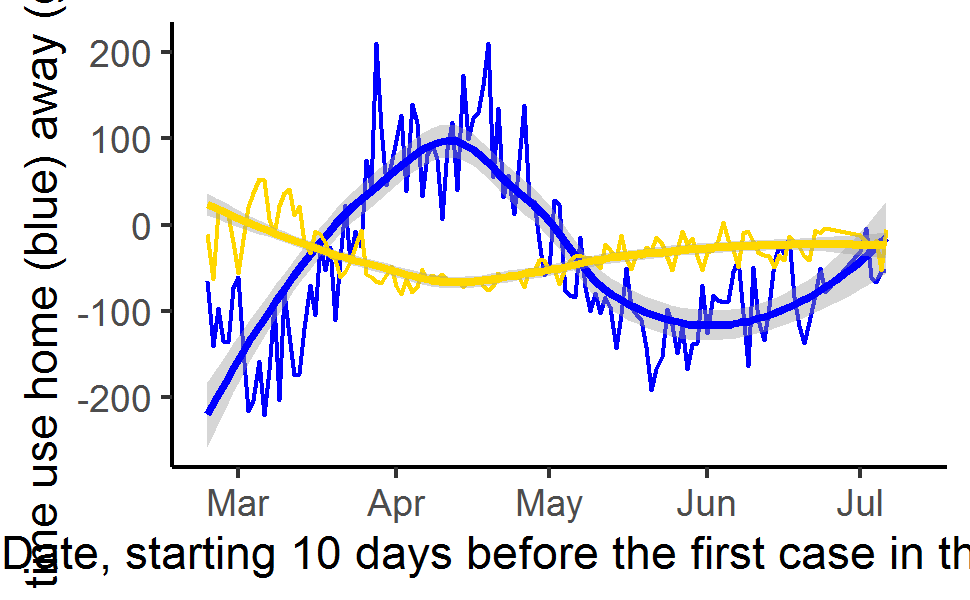 time use home (blue) away (
200
100
0
-100
-200
Mar Apr May Jun Jul
Date, starting 10 days before the first case in th